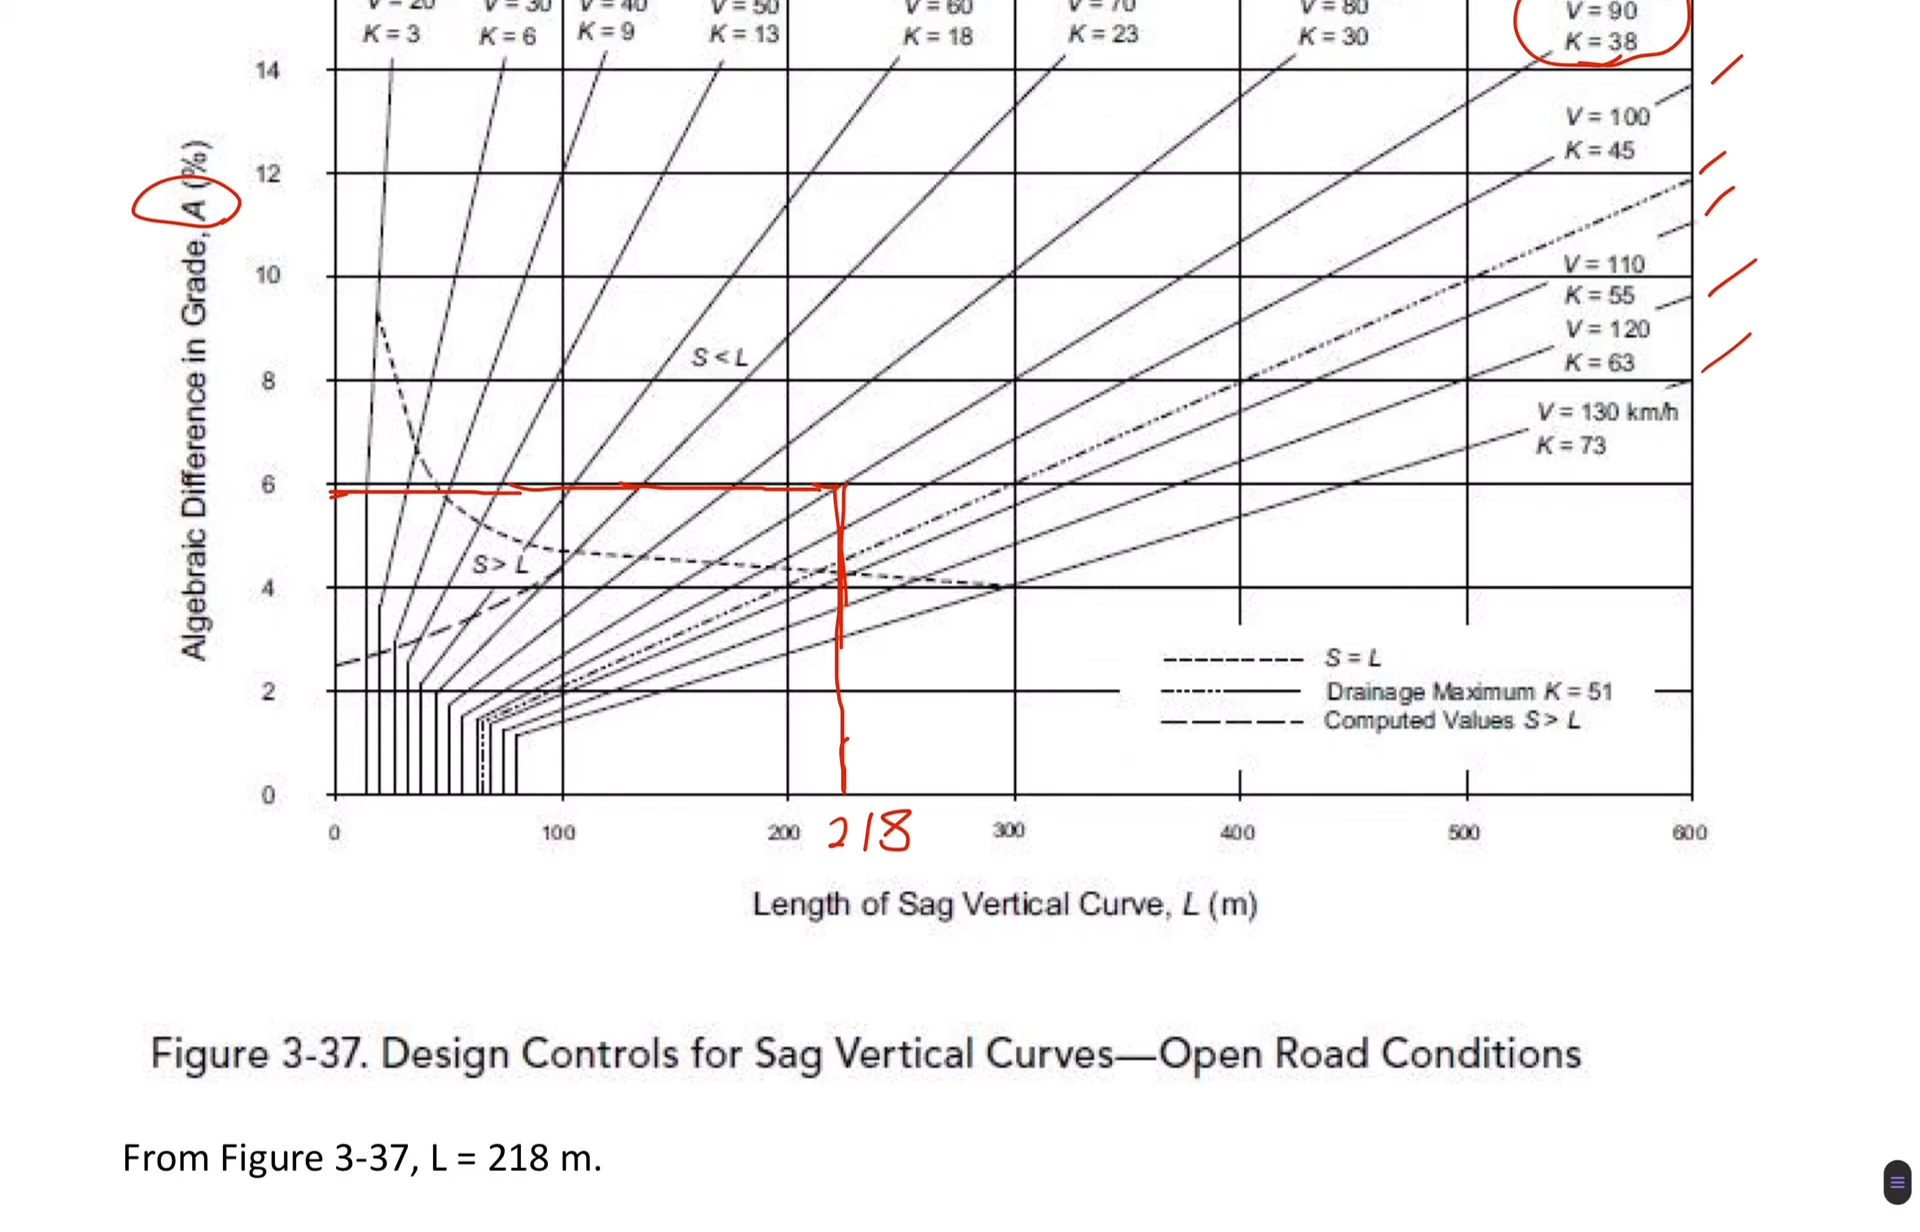 V = 20 V = 30 V = 40 V = 50 V = 60 V = 70 V = 80 V = 90
K = 3 K = 6 K = 9 K = 13 K = 18 K = 23 K = 30 K = 38
14
V = 100
K = 45
12
10
V = 110
K = 55
V = 120
K = 63
8
V = 130 km/h
K = 73
6
4
2
0
S < L
S > L
Algebraic Difference in Grade, A (%)
S = L
Drainage Maximum K = 51
Computed Values S > L
0 100 200 300 400 500 600
218
Length of Sag Vertical Curve, L (m)
Figure 3-37. Design Controls for Sag Vertical Curves—Open Road Conditions
From Figure 3-37, L = 218 m.